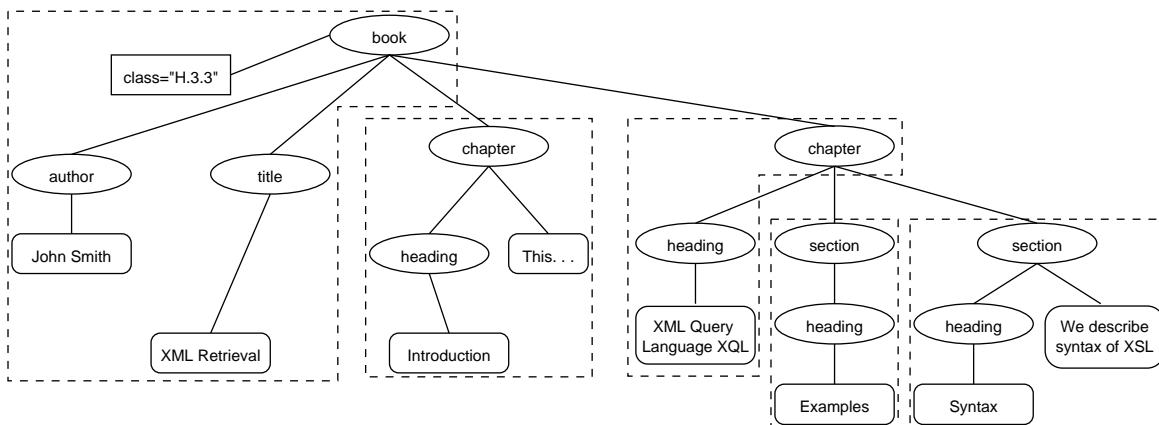 book
class="H.3.3"
chapter
chapter
author
title
John Smith
heading
This. . .
heading
section
section
XML Retrieval
Introduction
XML Query
Language XQL
heading
heading
We describe
syntax of XSL
Examples
Syntax